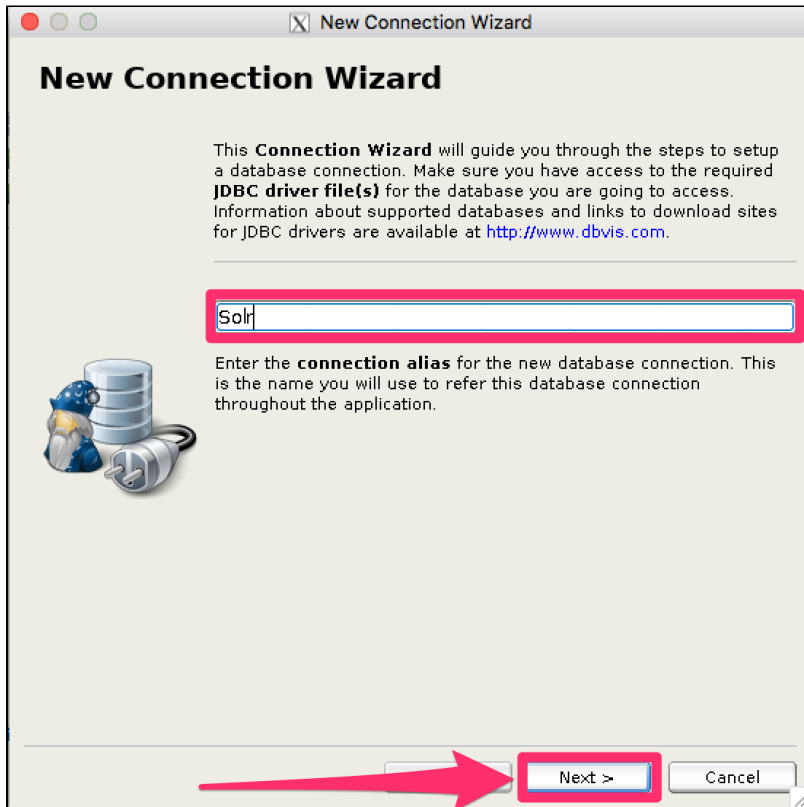 New Connection Wizard
New Connection Wizard
This Connection Wizard will guide you through the steps to setup
a database connection. Make sure you have access to the required
JDBC driver file(s) for the database you are going to access.
Information about supported databases and links to download sites
for JDBC drivers are available at http://www.dbvis.com.
Solr
Enter the connection alias for the new database connection. This
is the name you will use to refer this database connection
throughout the application.
Next >
Cancel